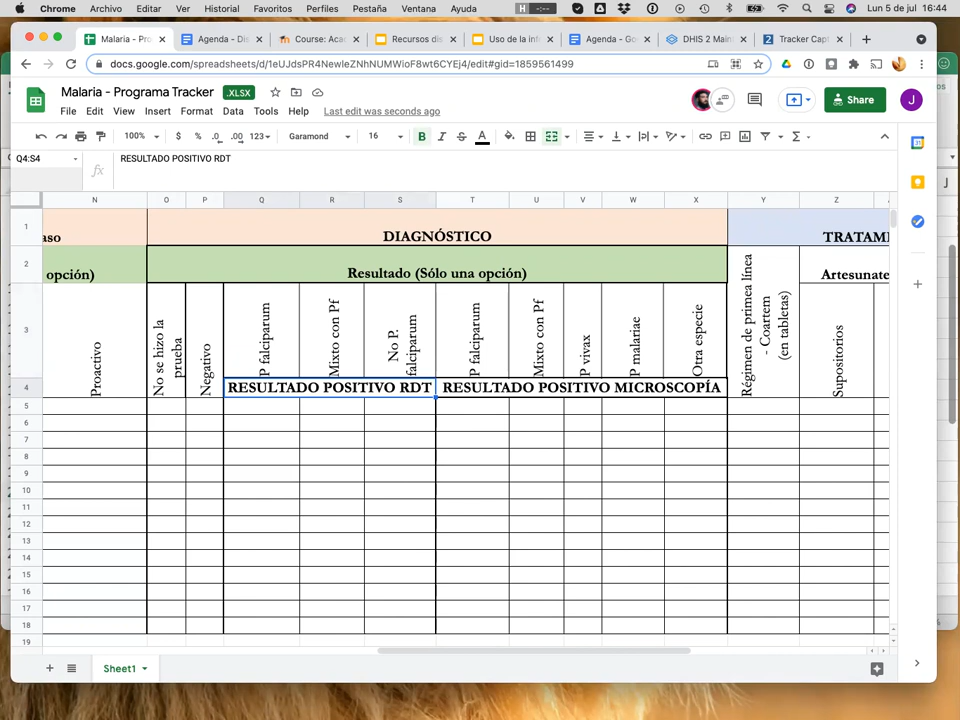 Chrome Archivo Editar Ver Historial Favoritos Perfiles Pestaña Ventana Ayuda Lun 5 de jul 16:44
Malaria - Pro Agenda - Di Course: Aca Recursos di Uso de la in Agenda - Go DHIS 2 Main Tracker Capt
docs.google.com/spreadsheets/d/1eUJdsPR4NewIeZNhNUMWioF8wt6CYEj4/edit#gid=1859561499
Malaria - Programa Tracker .XLSX
Share J
File Edit View Insert Format Data Tools Help Last edit was seconds ago
100% $ % .0 .00 123 Garamond 16 B I S A
Q4:S4 fx RESULTADO POSITIVO RDT
N O P Q R S T U V W X Y Z
1 aso DIAGNÓSTICO TRATAMI
2 opción) Resultado (Sólo una opción) Artesunate
3 Proactivo
No se hizo la
prueba
Negativo
P falciparum
Mixto con Pf
No P.
falciparum
P falciparum
Mixto con Pf
P vivax
P malariae
Otra especie
Régimen de primea línea
- Coartem
(en tabletas)
Supositorios
4 RESULTADO POSITIVO RDT RESULTADO POSITIVO MICROSCOPÍA
5
6
7
8
9
10
11
12
13
14
15
16
17
18
19
Sheet1